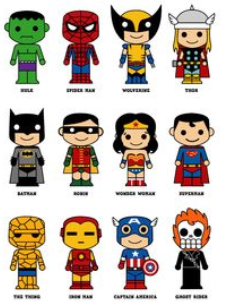 HULK SPIDER MAN WOLVERINE THOR
BATMAN ROBIN WONDER WOMAN SUPERMAN
THE THING IRON MAN CAPTAIN AMERICA GHOST RIDER